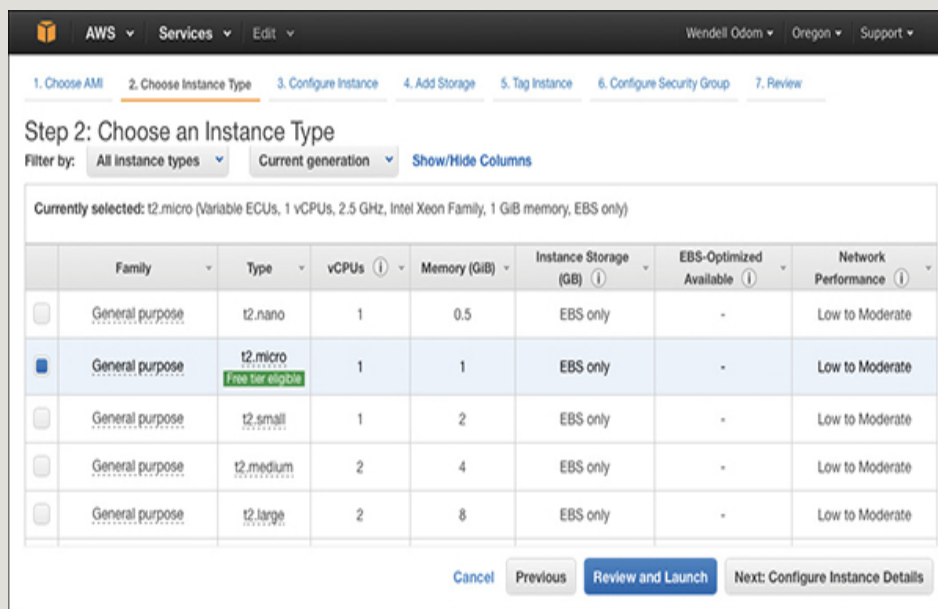 AWS Services Edit Wendell Odom Oregon Support
1. Choose AMI 2. Choose Instance Type 3. Configure Instance 4. Add Storage 5. Tag Instance 6. Configure Security Group 7. Review
Step 2: Choose an Instance Type
Filter by: All instance types Current generation Show/Hide Columns
Currently selected: t2.micro (Variable ECUs, 1 vCPUs, 2.5 GHz, Intel Xeon Family, 1 GiB memory, EBS only)
Family Type vCPUs i Memory (GiB) Instance Storage (GB) i EBS-Optimized Available i Network Performance i
General purpose t2.nano 1 0.5 EBS only - Low to Moderate
General purpose t2.micro Free tier eligible 1 1 EBS only - Low to Moderate
General purpose t2.small 1 2 EBS only - Low to Moderate
General purpose t2.medium 2 4 EBS only - Low to Moderate
General purpose t2.large 2 8 EBS only - Low to Moderate
Cancel Previous Review and Launch Next: Configure Instance Details